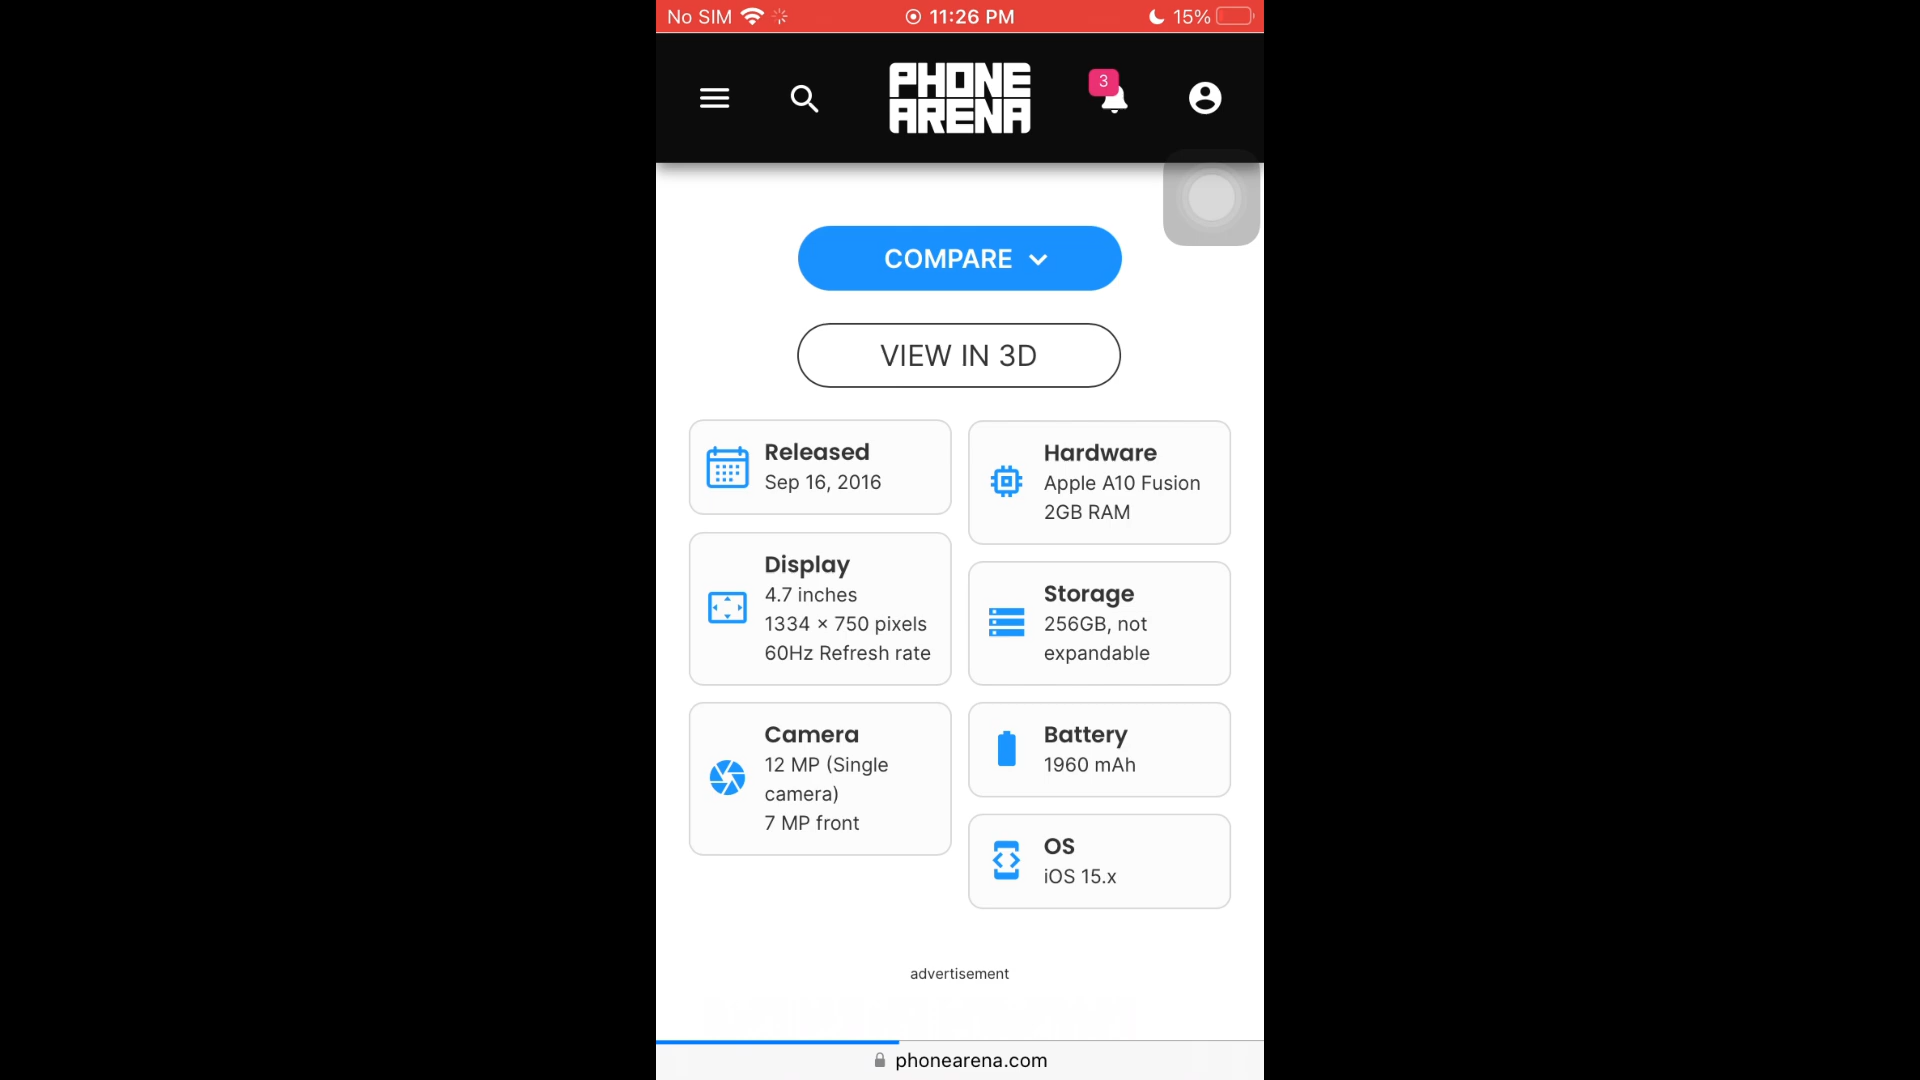 No SIM 11:26 PM 15%
PHONE
ARENA
3
COMPARE
VIEW IN 3D
Released
Sep 16, 2016
Hardware
Apple A10 Fusion
2GB RAM
Display
4.7 inches
1334 × 750 pixels
60Hz Refresh rate
Storage
256GB, not
expandable
Camera
12 MP (Single
camera)
7 MP front
Battery
1960 mAh
OS
iOS 15.x
advertisement
phonearena.com